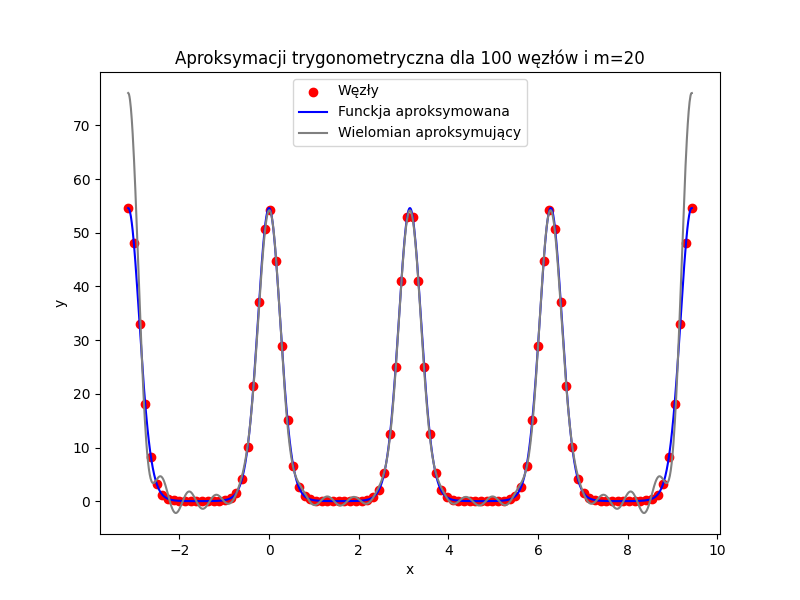 Aproksymacji trygonometryczna dla 100 węzłów i m=20
Węzły
Funckja aproksymowana
Wielomian aproksymujący
y
70
60
50
40
30
20
10
0
−2
0
2
4
6
8
10
x